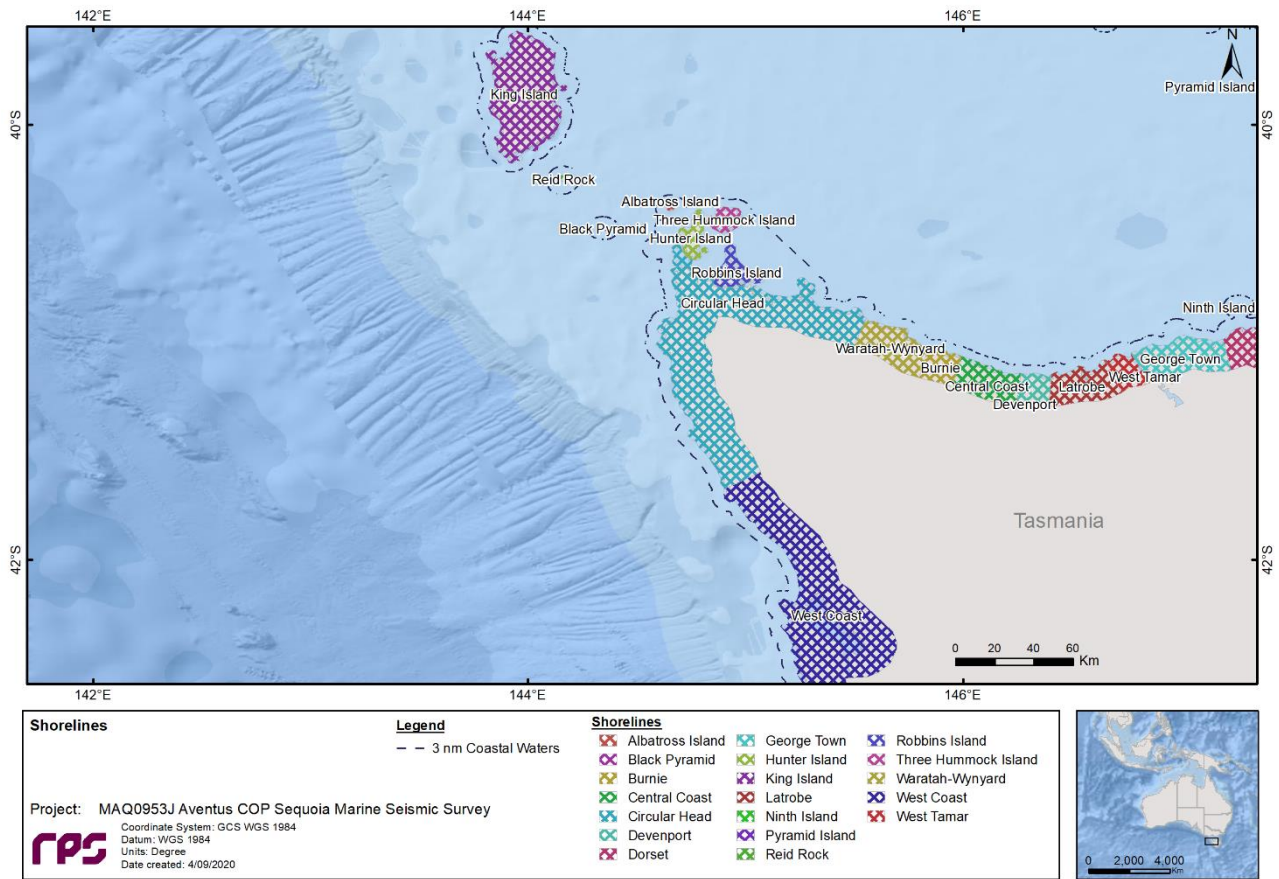 142°E
144°E
146°E
N
Pyramid Island
King Island
40°S
40°S
Reid Rock
Albatross Island
Three Hummock Island
Black Pyramid
Hunter Island
Robbins Island
Circular Head
Ninth Island
Waratah-Wynyard
Burnie
George Town
Central Coast
Latrobe
West Tamar
Devenport
Tasmania
42°S
42°S
West Coast
0 20 40 60
Km
142°E
144°E
146°E
Shorelines
Legend
3 nm Coastal Waters
Shorelines
Albatross Island
Black Pyramid
Burnie
Central Coast
Circular Head
Devenport
Dorset
George Town
Hunter Island
King Island
Latrobe
Ninth Island
Pyramid Island
Reid Rock
Robbins Island
Three Hummock Island
Waratah-Wynyard
West Coast
West Tamar
Project: MAQ0953J Aventus COP Sequoia Marine Seismic Survey
rps
Coordinate System: GCS WGS 1984
Datum: WGS 1984
Units: Degree
Date created: 4/09/2020
0 2,000 4,000
Km